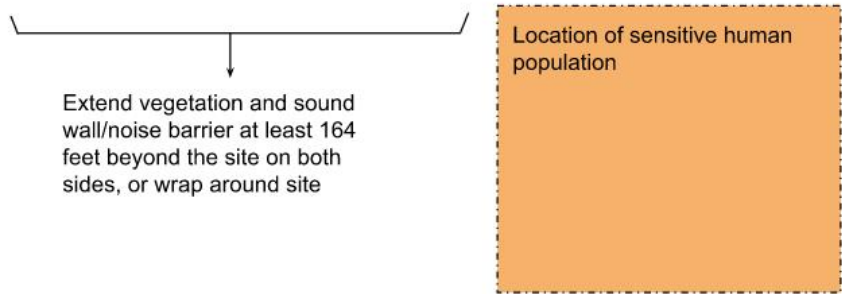 Location of sensitive human
population
Extend vegetation and sound
wall/noise barrier at least 164
feet beyond the site on both
sides, or wrap around site